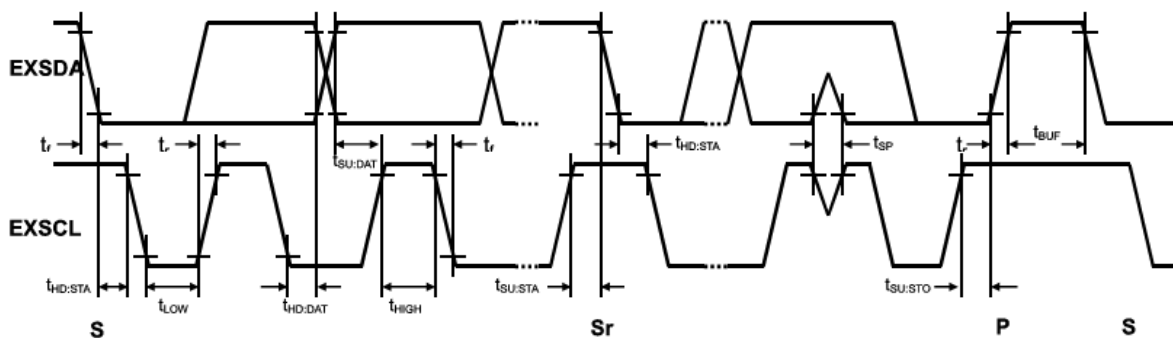 EXSDA
tf tr tSU:DAT tf tHD:STA tSP tr tBUF
EXSCL
tHD:STA tLOW tHD:DAT tHIGH tSU:STA tSU:STO
S Sr P S